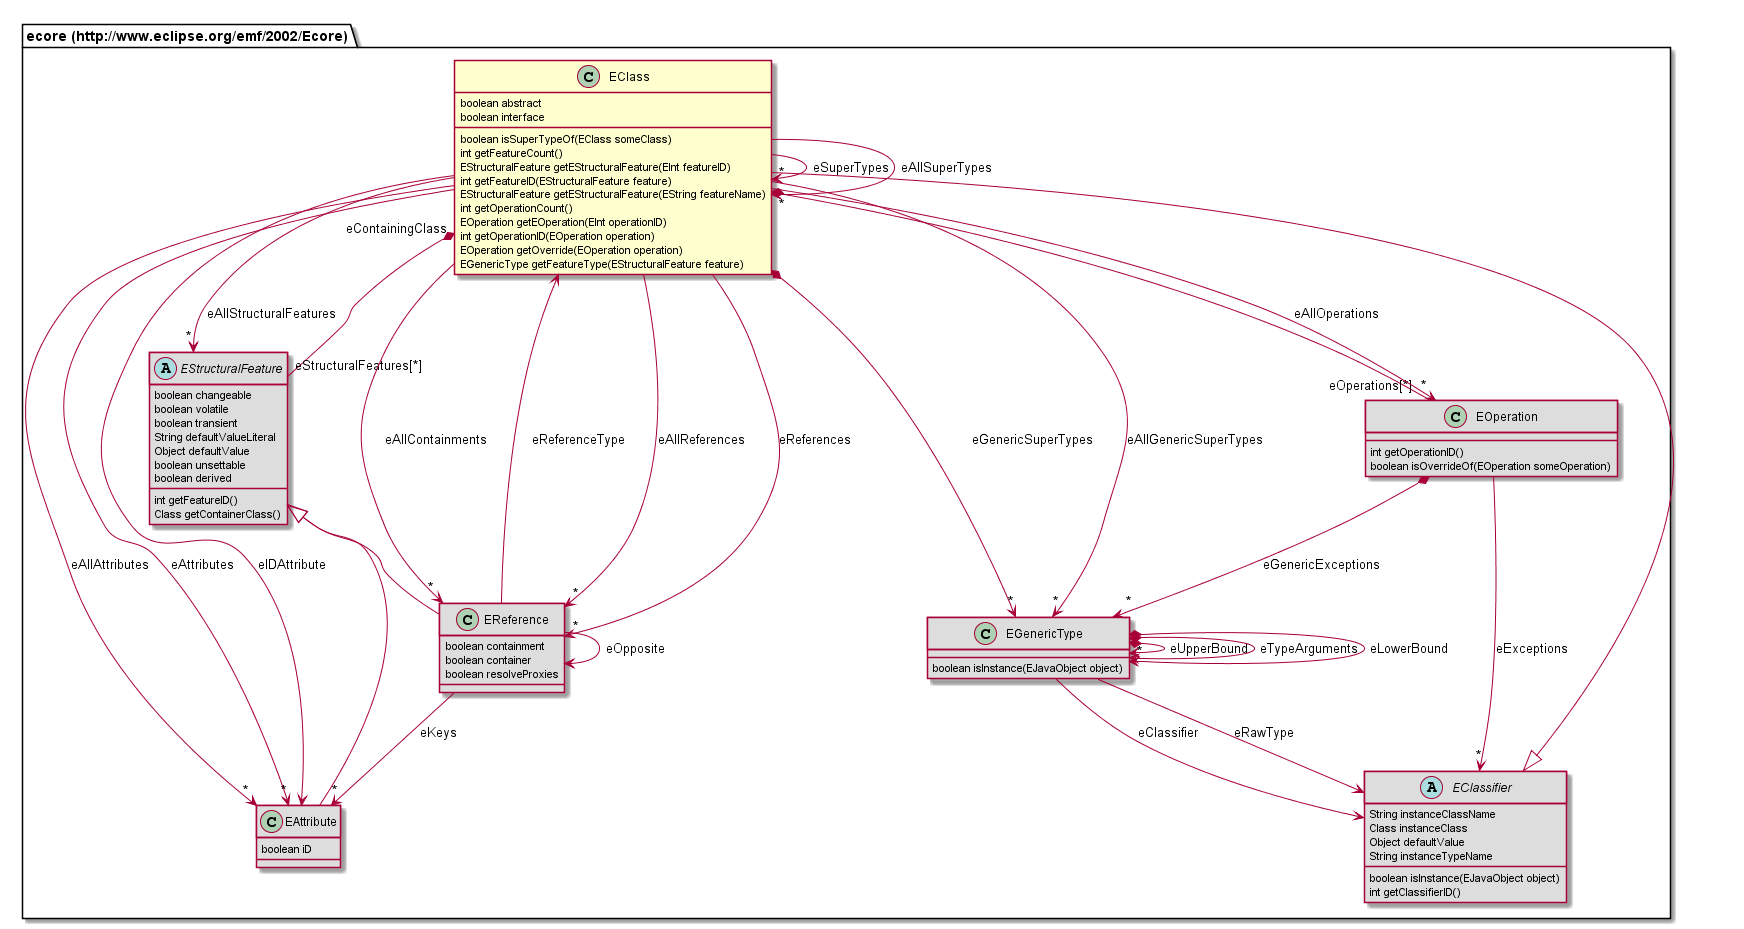 ecore (http://www.eclipse.org/emf/2002/Ecore)
C EClass
boolean abstract
boolean interface
boolean isSuperTypeOf(EClass someClass)
int getFeatureCount()
EStructuralFeature getEStructuralFeature(EInt featureID)
int getFeatureID(EStructuralFeature feature)
EStructuralFeature getEStructuralFeature(EString featureName)
int getOperationCount()
EOperation getEOperation(EInt operationID)
int getOperationID(EOperation operation)
EOperation getOverride(EOperation operation)
EGenericType getFeatureType(EStructuralFeature feature)
* eSuperTypes
eAllSuperTypes
*
eContainingClass
eAllStructuralFeatures
*
eStructuralFeatures[*]
eAllOperations
eOperations[*]
*
A EStructuralFeature
boolean changeable
boolean volatile
boolean transient
String defaultValueLiteral
Object defaultValue
boolean unsettable
boolean derived
int getFeatureID()
Class getContainerClass()
C EOperation
int getOperationID()
boolean isOverrideOf(EOperation someOperation)
eAllContainments
*
eReferenceType
eAllReferences
*
eReferences
*
eGenericSuperTypes
*
eAllGenericSuperTypes
*
eGenericExceptions
*
eAllAttributes
*
eAttributes
*
eIDAttribute
C EReference
boolean containment
boolean container
boolean resolveProxies
eOpposite
C EGenericType
boolean isInstance(EJavaObject object)
eUpperBound
* eTypeArguments
eLowerBound
eExceptions
*
eKeys
*
eClassifier
eRawType
C EAttribute
boolean iD
A EClassifier
String instanceClassName
Class instanceClass
Object defaultValue
String instanceTypeName
boolean isInstance(EJavaObject object)
int getClassifierID()